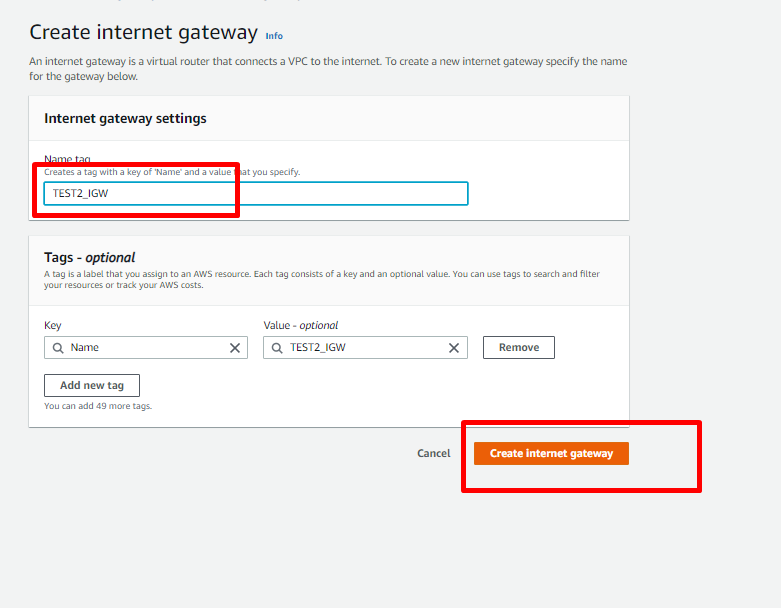 Create internet gateway Info
An internet gateway is a virtual router that connects a VPC to the internet. To create a new internet gateway specify the name
for the gateway below.
Internet gateway settings
Name tag
Creates a tag with a key of 'Name' and a value that you specify.
TEST2_IGW
Tags - optional
A tag is a label that you assign to an AWS resource. Each tag consists of a key and an optional value. You can use tags to search and filter
your resources or track your AWS costs.
Key Value - optional
Name TEST2_IGW Remove
Add new tag
You can add 49 more tags.
Cancel Create internet gateway